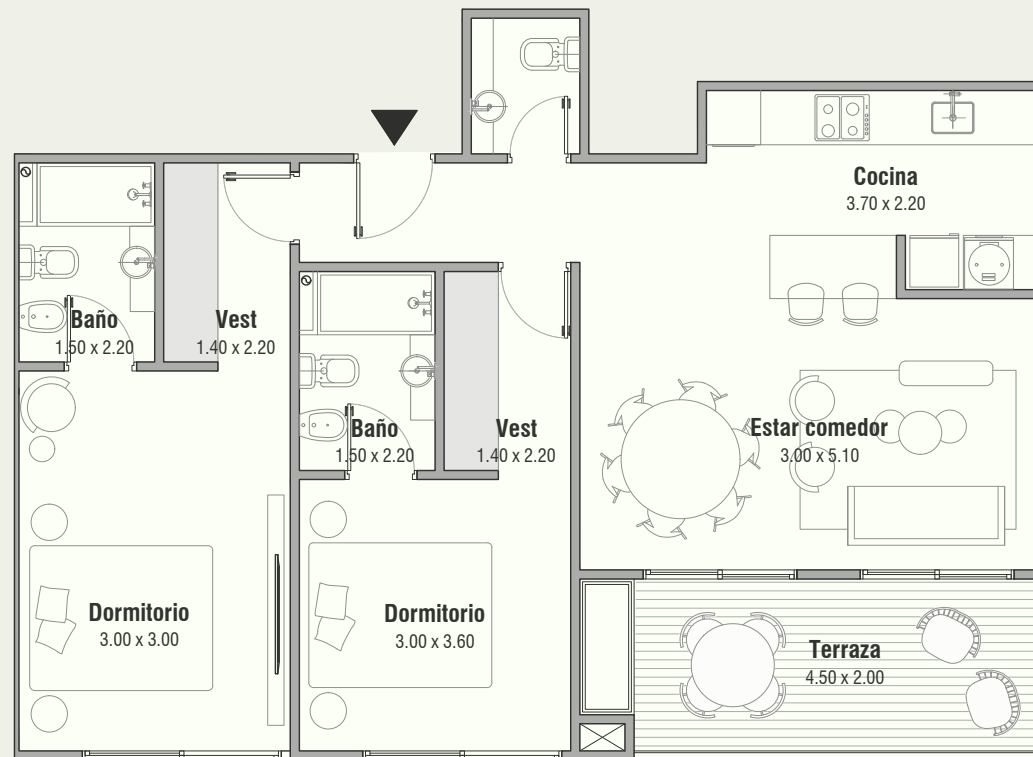 Cocina
3.70 x 2.20
Baño
1.50 x 2.20
Vest
1.40 x 2.20
Baño
1.50 x 2.20
Vest
1.40 x 2.20
Estar comedor
3.00 x 5.10
Dormitorio
3.00 x 3.00
Dormitorio
3.00 x 3.60
Terraza
4.50 x 2.00